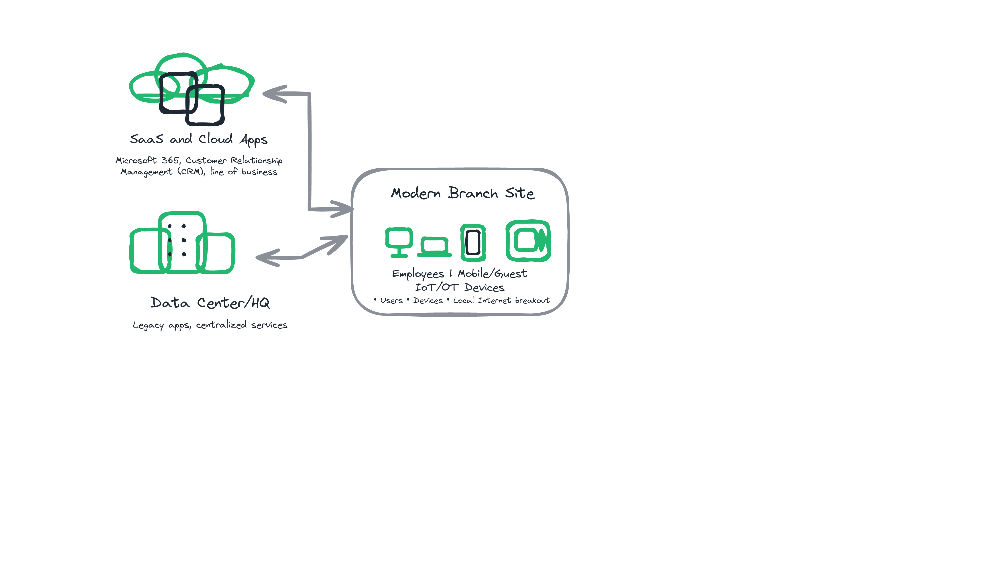 SaaS and Cloud Apps
Microsoft 365, Customer Relationship
Management (CRM), line of business
Data Center/HQ
Legacy apps, centralized services
Modern Branch Site
Employees | Mobile/Guest
IoT/OT Devices
• Users • Devices • Local Internet breakout